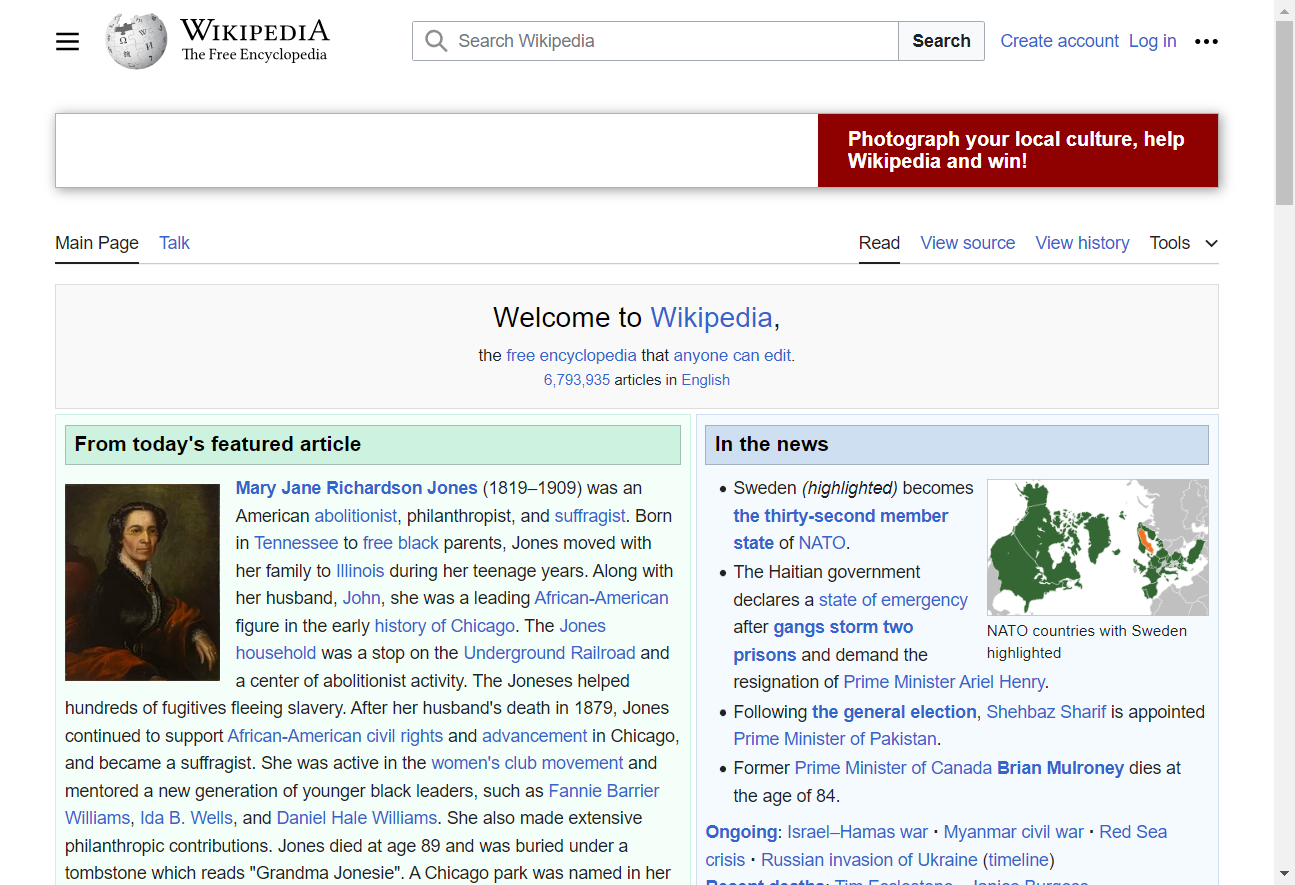 WIKIPEDIA
The Free Encyclopedia
Search Wikipedia
Search
Create account Log in
Photograph your local culture, help
Wikipedia and win!
Main Page Talk
Read View source View history Tools
Welcome to Wikipedia,
the free encyclopedia that anyone can edit.
6,793,935 articles in English
From today's featured article
Mary Jane Richardson Jones (1819–1909) was an
American abolitionist, philanthropist, and suffragist. Born
in Tennessee to free black parents, Jones moved with
her family to Illinois during her teenage years. Along with
her husband, John, she was a leading African-American
figure in the early history of Chicago. The Jones
household was a stop on the Underground Railroad and
a center of abolitionist activity. The Joneses helped
hundreds of fugitives fleeing slavery. After her husband's death in 1879, Jones
continued to support African-American civil rights and advancement in Chicago,
and became a suffragist. She was active in the women's club movement and
mentored a new generation of younger black leaders, such as Fannie Barrier
Williams, Ida B. Wells, and Daniel Hale Williams. She also made extensive
philanthropic contributions. Jones died at age 89 and was buried under a
tombstone which reads "Grandma Jonesie". A Chicago park was named in her
In the news
• Sweden (highlighted) becomes
the thirty-second member
state of NATO.
• The Haitian government
declares a state of emergency
after gangs storm two
prisons and demand the
resignation of Prime Minister Ariel Henry.
NATO countries with Sweden
highlighted
• Following the general election, Shehbaz Sharif is appointed
Prime Minister of Pakistan.
• Former Prime Minister of Canada Brian Mulroney dies at
the age of 84.
Ongoing: Israel–Hamas war · Myanmar civil war · Red Sea
crisis · Russian invasion of Ukraine (timeline)
Recent deaths: Tim Ecclestone · Janice Burgess